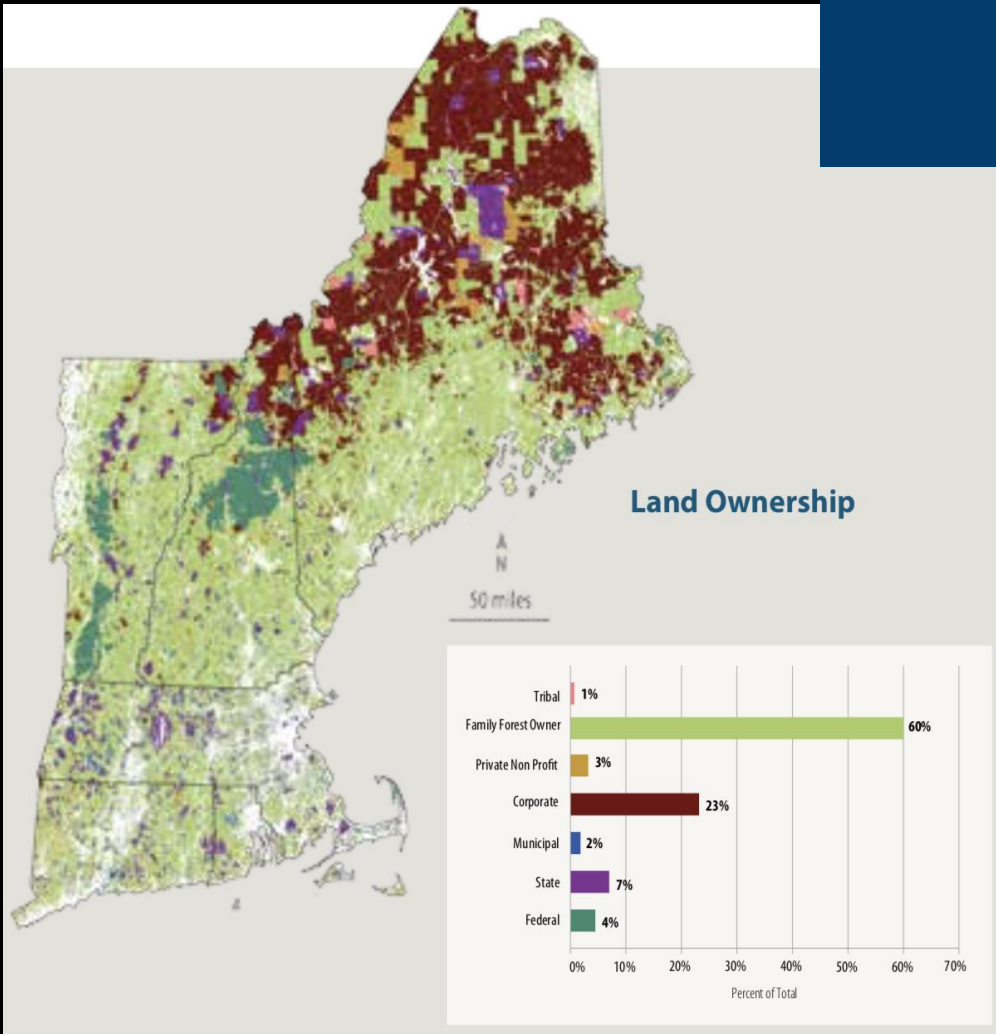 Land Ownership
A
N
50 miles
Tribal 1%
Family Forest Owner 60%
Private Non Profit 3%
Corporate 23%
Municipal 2%
State 7%
Federal 4%
0% 10% 20% 30% 40% 50% 60% 70%
Percent of Total